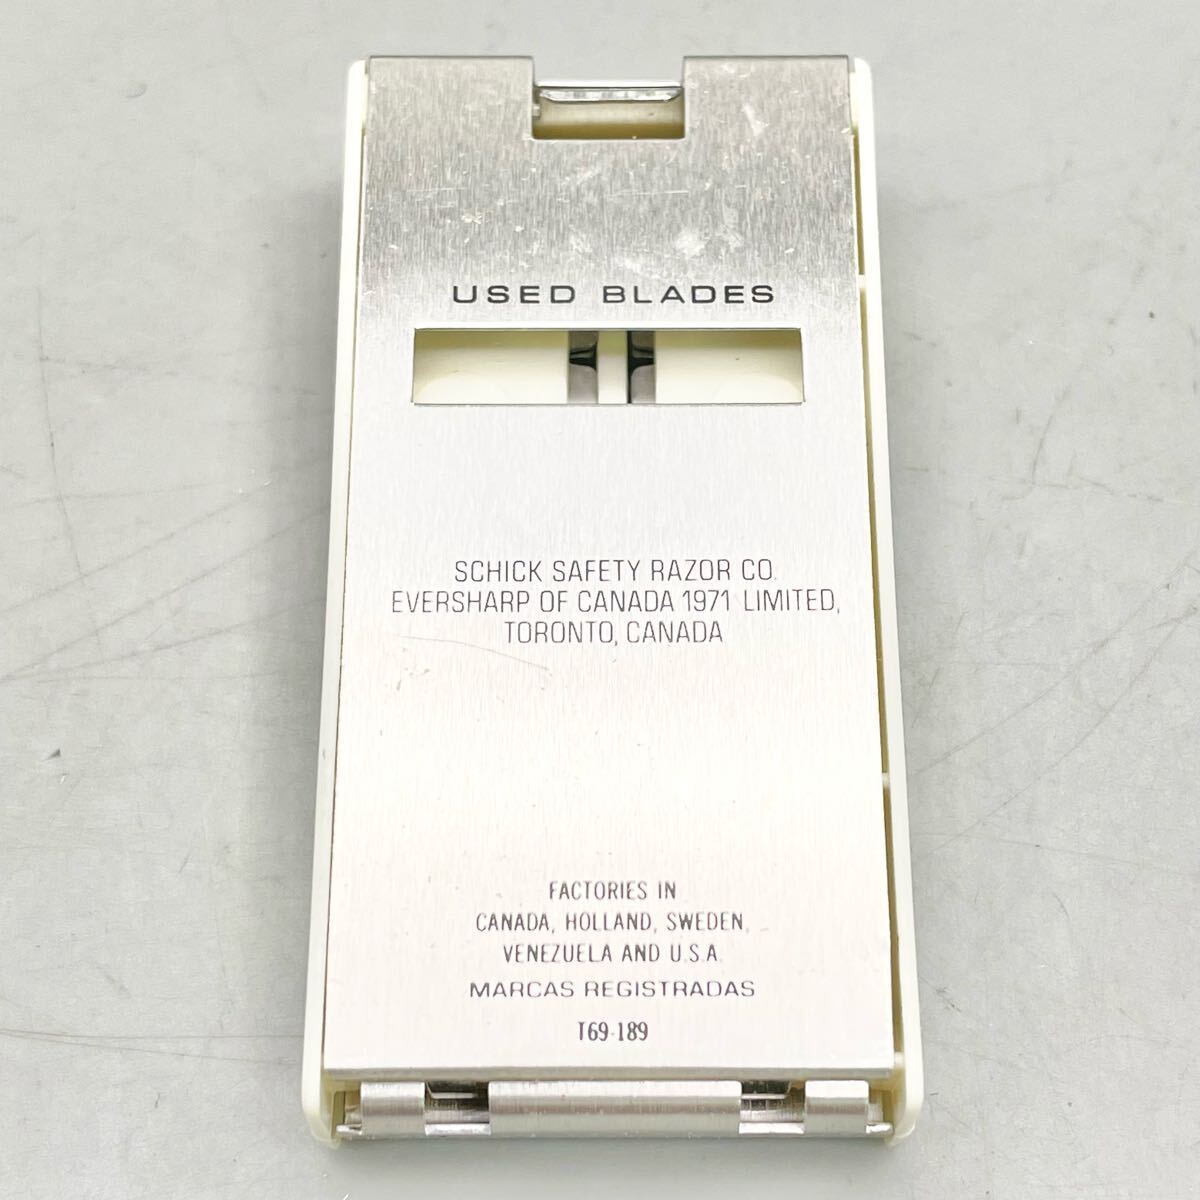 USED BLADES
SCHICK SAFETY RAZOR CO.
EVERSHARP OF CANADA 1971 LIMITED,
TORONTO, CANADA
FACTORIES IN
CANADA, HOLLAND, SWEDEN,
VENEZUELA AND U.S.A.
MARCAS REGISTRADAS
T69-189